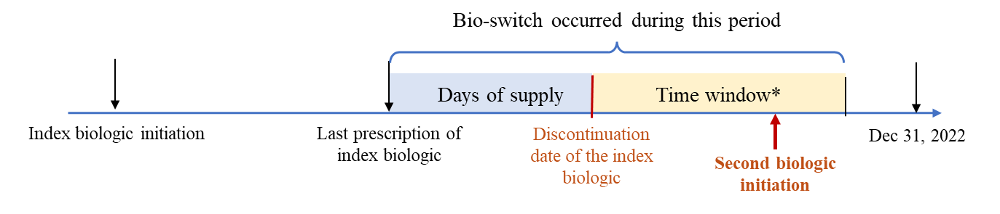 Bio-switch occurred during this period
Days of supply
Time window*
Index biologic initiation
Last prescription of
index biologic
Discontinuation
date of the index
biologic
Second biologic
initiation
Dec 31, 2022